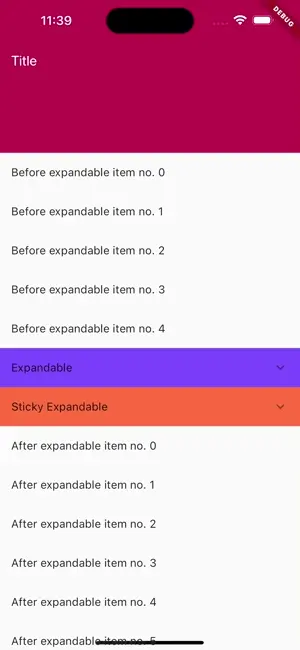 11:39
DEBUG
Title
Before expandable item no. 0
Before expandable item no. 1
Before expandable item no. 2
Before expandable item no. 3
Before expandable item no. 4
Expandable
Sticky Expandable
After expandable item no. 0
After expandable item no. 1
After expandable item no. 2
After expandable item no. 3
After expandable item no. 4
After expandable item no. 5